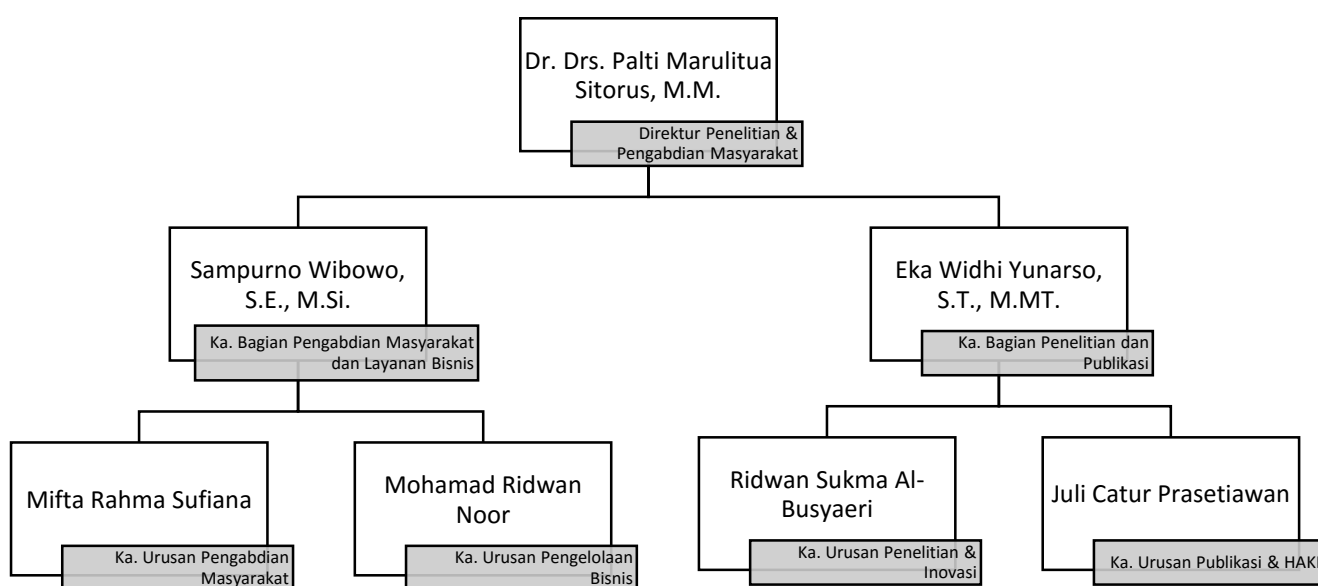 Dr. Drs. Palti Marulitua
Sitorus, M.M.
Direktur Penelitian &
Pengabdian Masyarakat
Sampurno Wibowo,
S.E., M.Si.
Ka. Bagian Pengabdian Masyarakat
dan Layanan Bisnis
Eka Widhi Yunarso,
S.T., M.MT.
Ka. Bagian Penelitian dan
Publikasi
Mifta Rahma Sufiana
Ka. Urusan Pengabdian
Masyarakat
Mohamad Ridwan
Noor
Ka. Urusan Pengelolaan
Bisnis
Ridwan Sukma Al-
Busyaeri
Ka. Urusan Penelitian &
Inovasi
Juli Catur Prasetiawan
Ka. Urusan Publikasi & HAKI